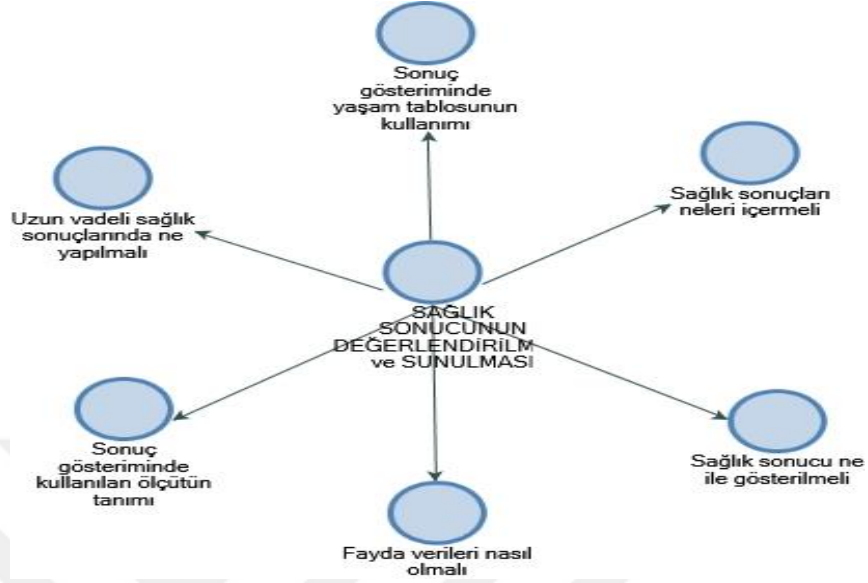 Sonuç
gösteriminde
yaşam tablosunun
kullanımı
Sağlık sonuçları
neleri içermeli
Uzun vadeli sağlık
sonuçlarında ne
yapılmalı
SAĞLIK
SONUCUNUN
DEĞERLENDİRİLM
ve SUNULMASI
Sonuç
gösteriminde
kullanılan ölçütün
tanımı
Sağlık sonucu ne
ile gösterilmeli
Fayda verileri nasıl
olmalı